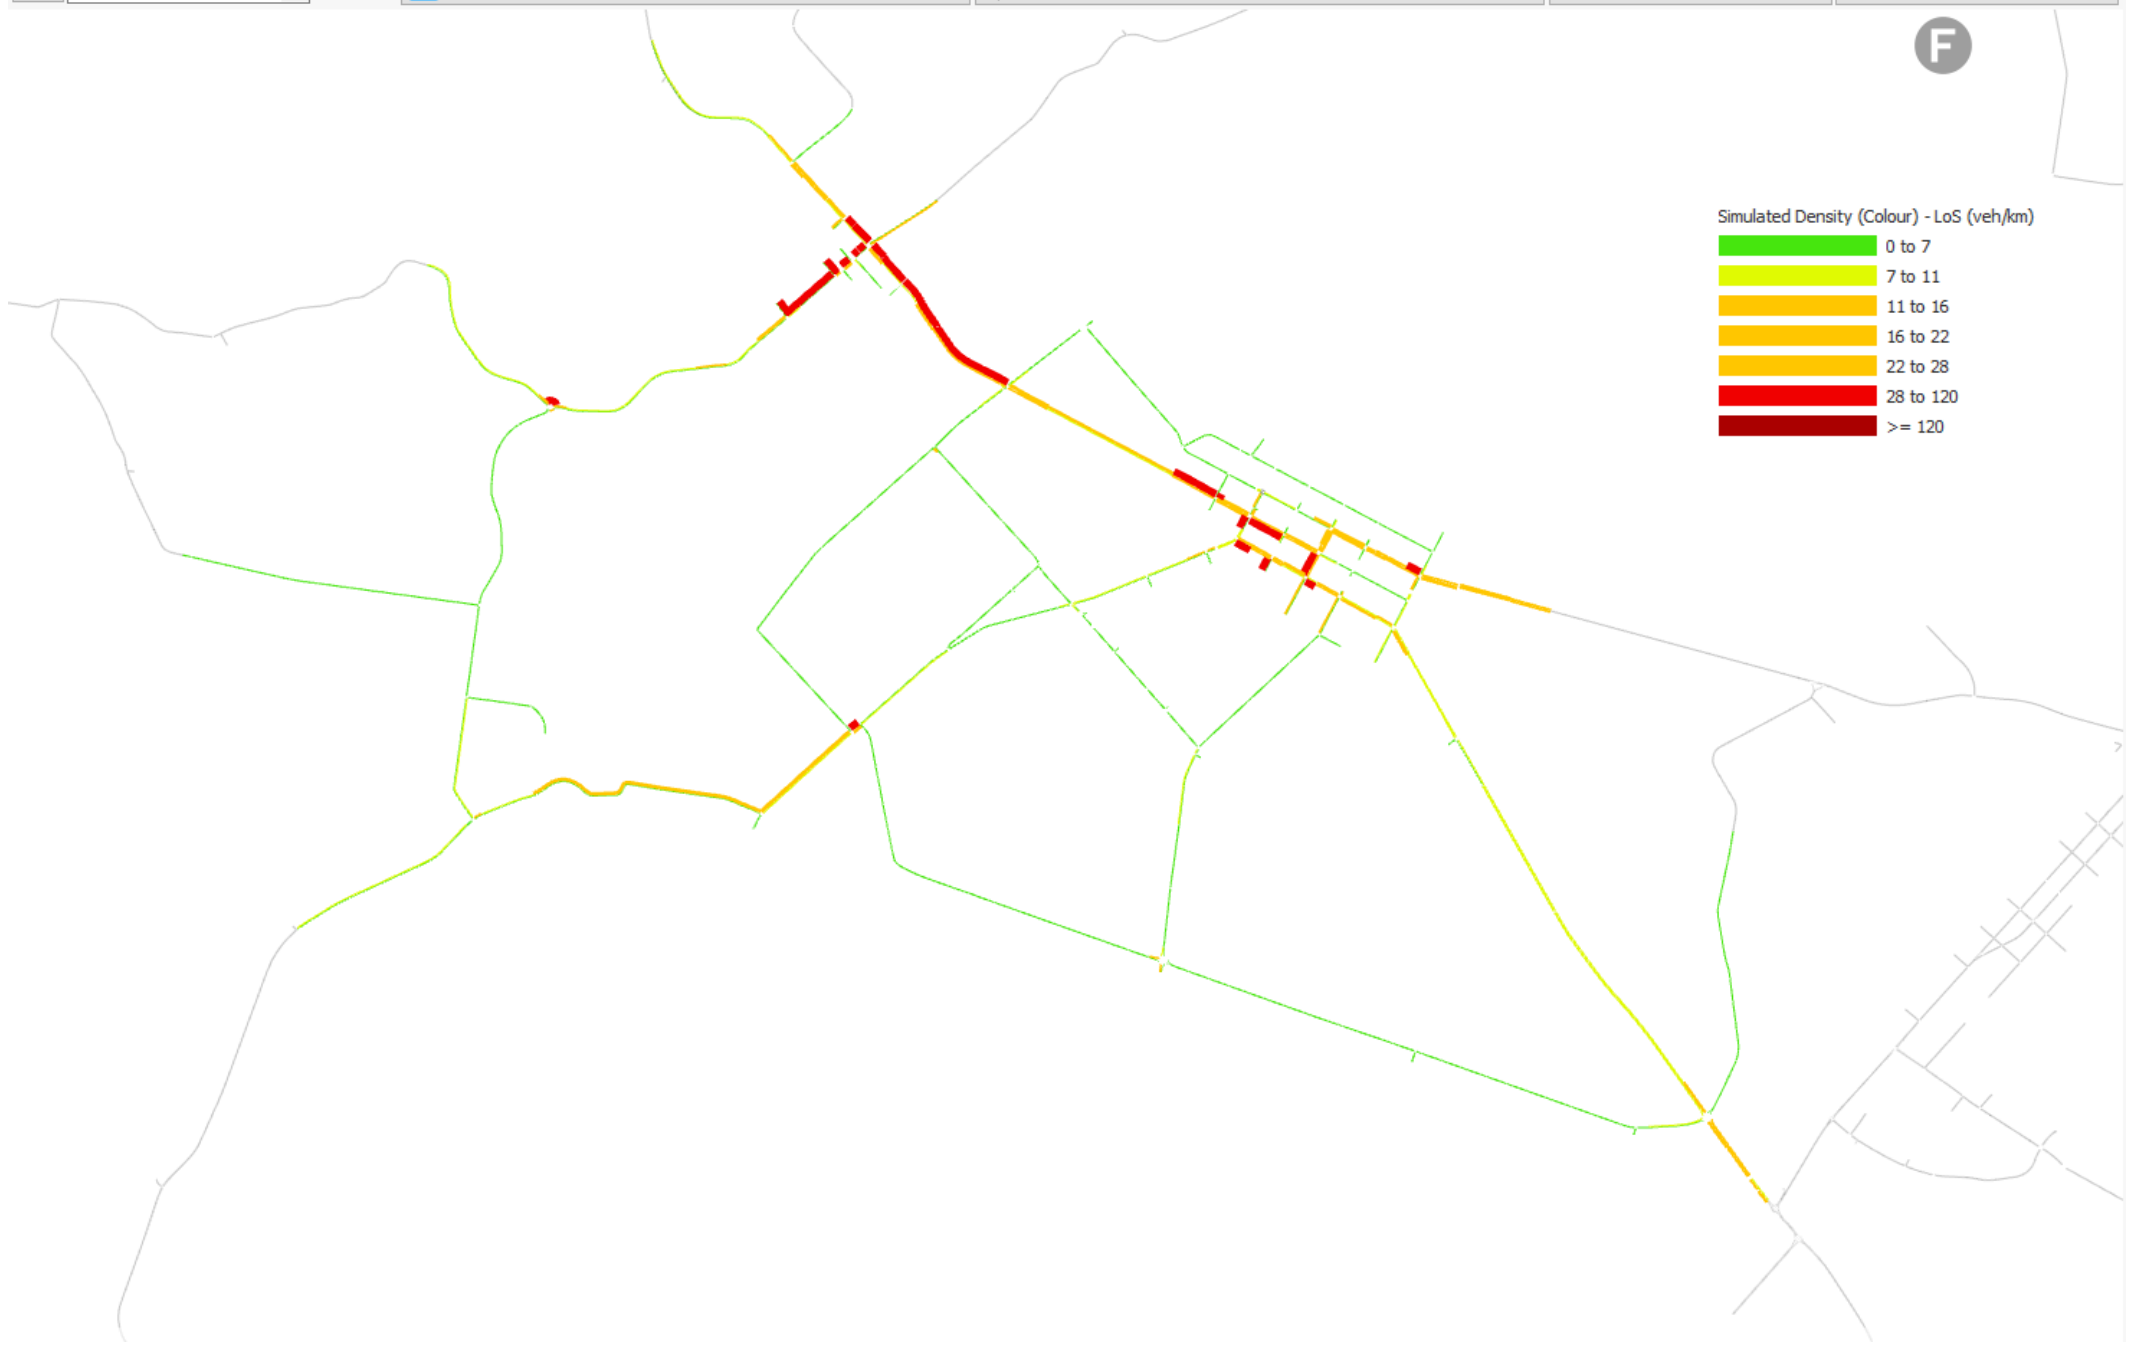 F
Simulated Density (Colour) - LoS (veh/km)
0 to 7
7 to 11
11 to 16
16 to 22
22 to 28
28 to 120
>= 120